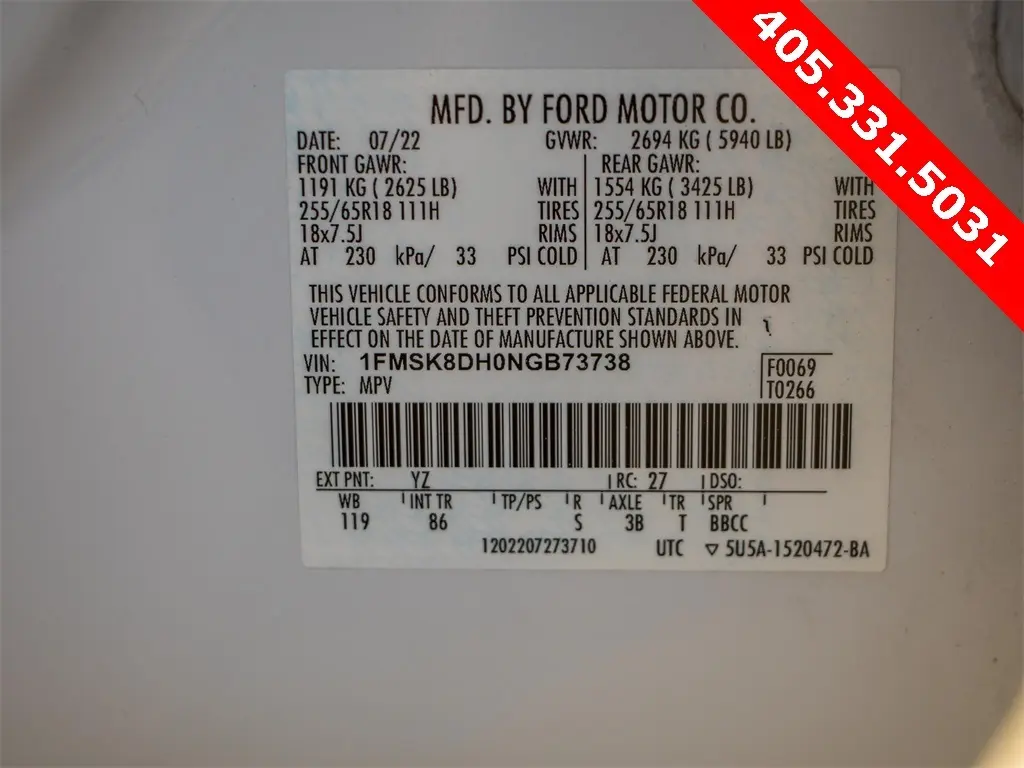 405.331.5031
MFD. BY FORD MOTOR CO.
DATE: 07/22 GVWR: 2694 KG ( 5940 LB)
FRONT GAWR: REAR GAWR:
1191 KG ( 2625 LB) WITH 1554 KG ( 3425 LB) WITH
255/65R18 111H TIRES 255/65R18 111H TIRES
18x7.5J RIMS 18x7.5J RIMS
AT 230 kPa/ 33 PSI COLD AT 230 kPa/ 33 PSI COLD
THIS VEHICLE CONFORMS TO ALL APPLICABLE FEDERAL MOTOR
VEHICLE SAFETY AND THEFT PREVENTION STANDARDS IN
EFFECT ON THE DATE OF MANUFACTURE SHOWN ABOVE.
VIN: 1FMSK8DH0NGB73738 F0069
TYPE: MPV T0266
EXT PNT: YZ RC: 27 DSO:
WB INT TR TP/PS R AXLE TR SPR
119 86 S 3B T BBCC
1202207273710 UTC ▽ 5U5A-1520472-BA